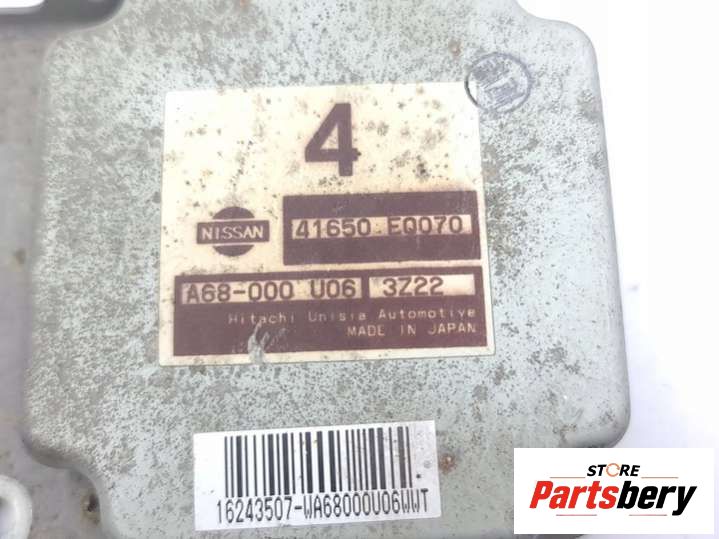 4
NISSAN
41650 EQ070
A68-000 U06 3Z22
Hitachi Unisia Automotive
MADE IN JAPAN
16243507-WA68000U06WWT
STORE
Partsbery